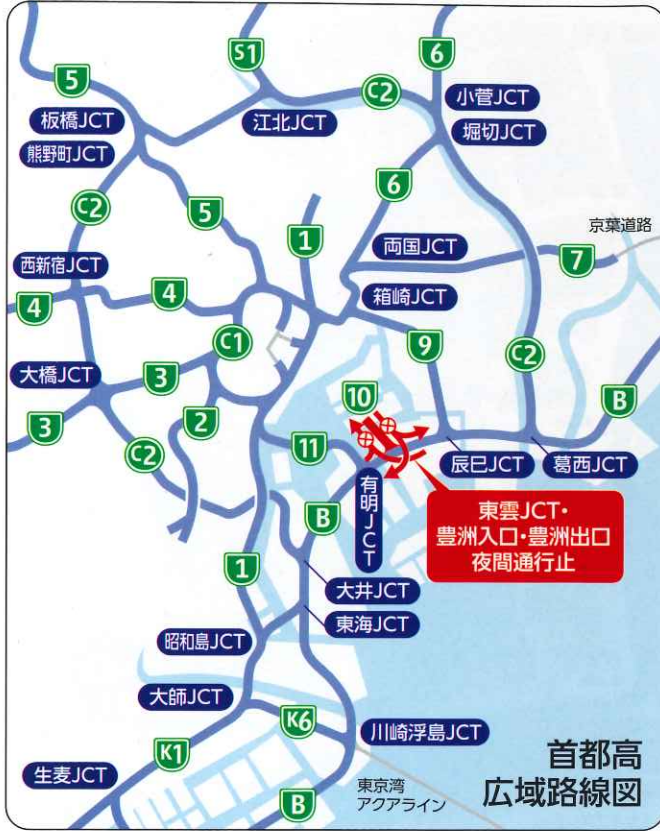 5
S1
6
板橋JCT
熊野町JCT
江北JCT
C2
小菅JCT
堀切JCT
C2
5
1
6
京葉道路
両国JCT
7
西新宿JCT
4
4
箱崎JCT
C1
9
C2
大橋JCT
3
3
2
10
B
C2
11
辰巳JCT
葛西JCT
有明JCT
B
東雲JCT・
豊洲入口・豊洲出口
夜間通行止
1
大井JCT
東海JCT
昭和島JCT
大師JCT
K6
川崎浮島JCT
K1
生麦JCT
B
東京湾
アクアライン
首都高
広域路線図